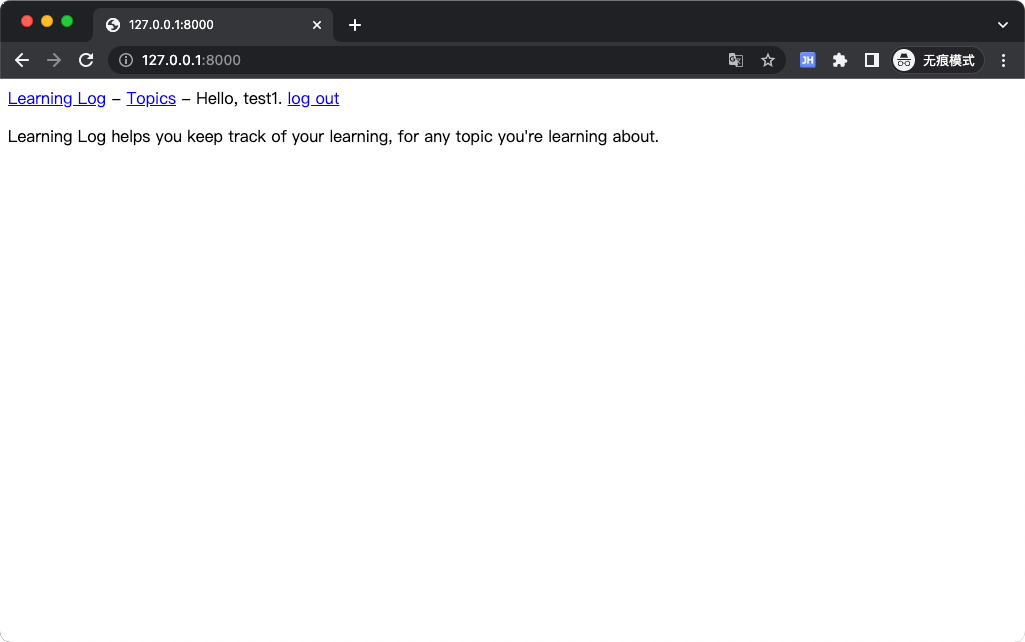 127.0.0.1:8000
127.0.0.1:8000
JH
无痕模式
Learning Log - Topics - Hello, test1. log out
Learning Log helps you keep track of your learning, for any topic you're learning about.